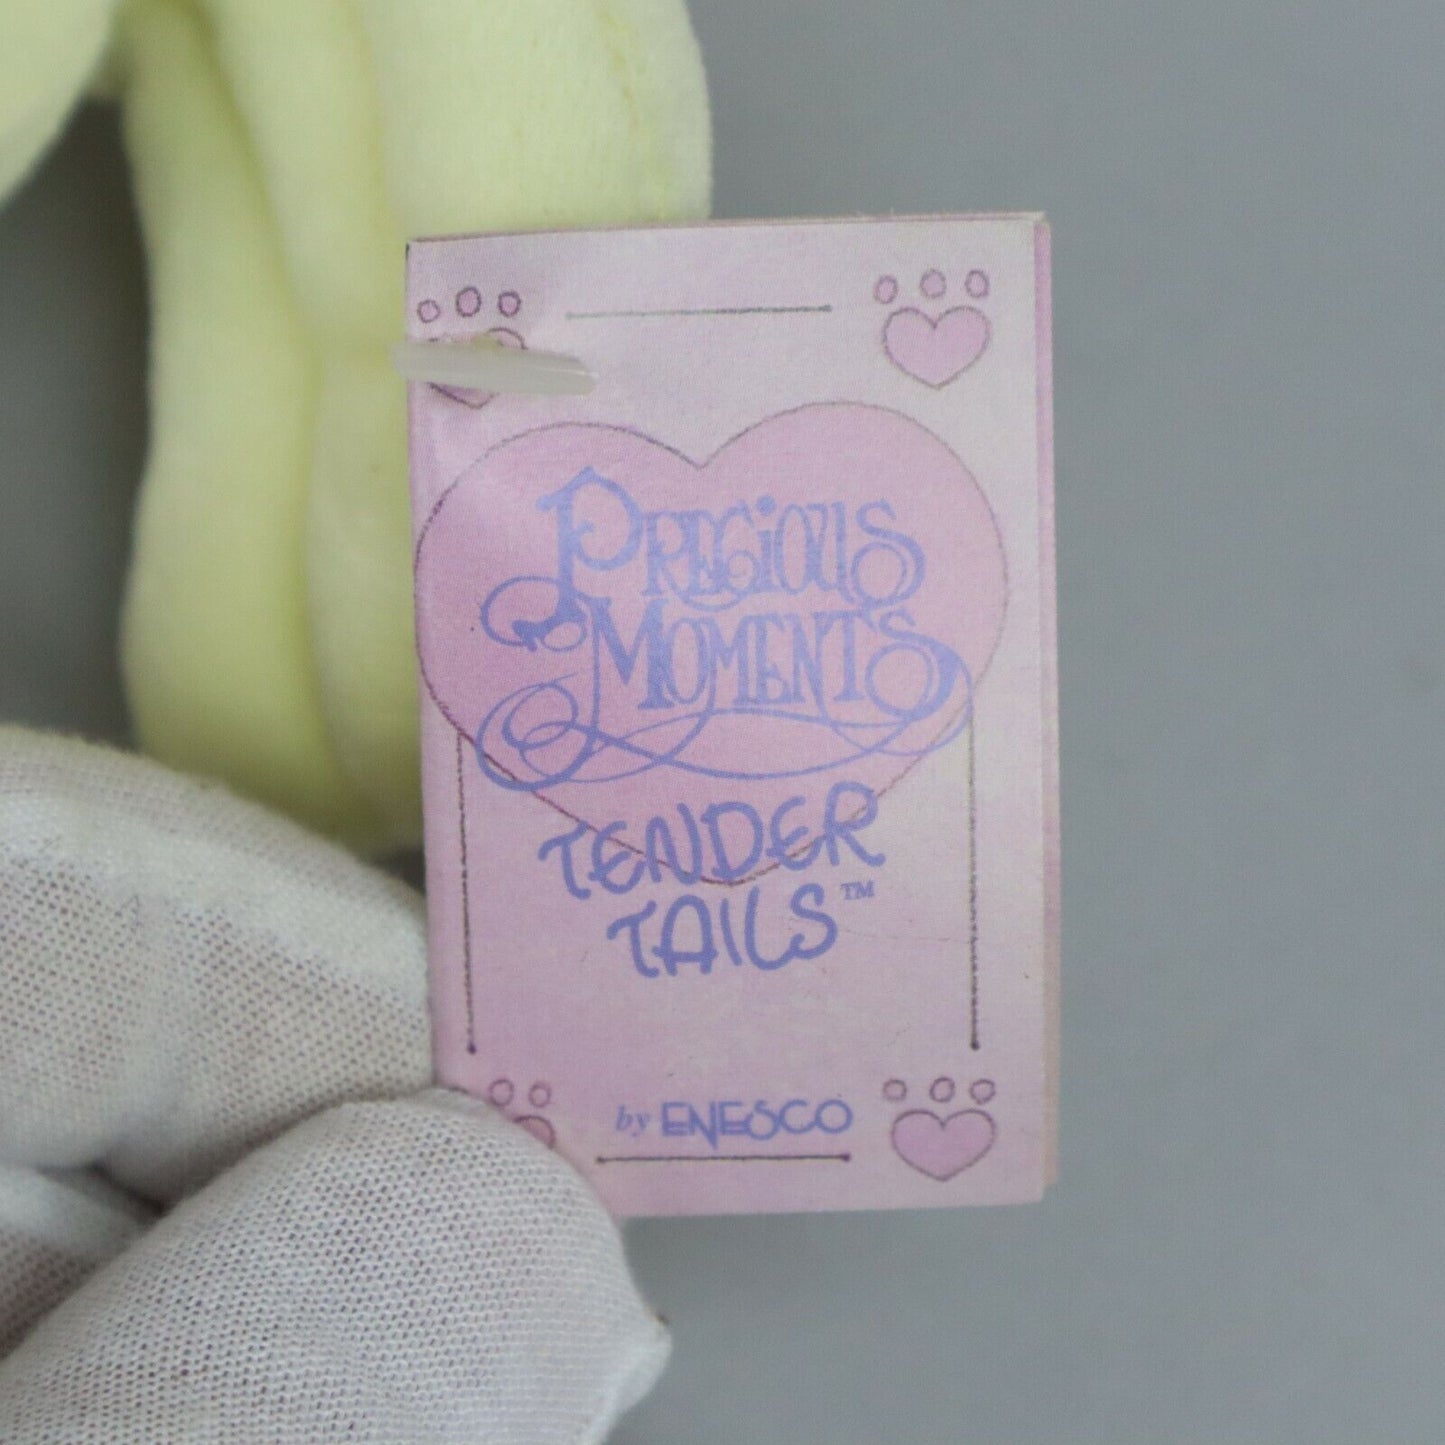 PRECiOUS
MOMENTS
TENDER
TAILS™
by ENESCO